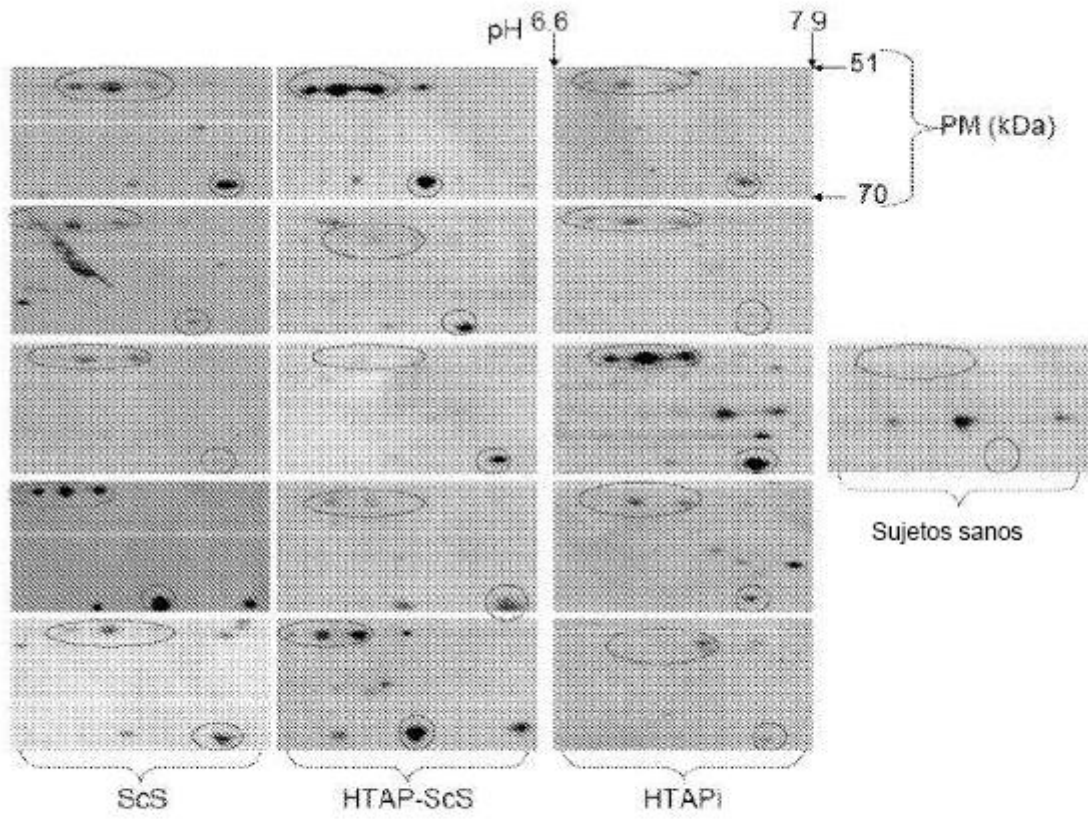 pH 6.6 7.9
51
PM (kDa)
70
Sujetos sanos
ScS HTAP-ScS HTAPi